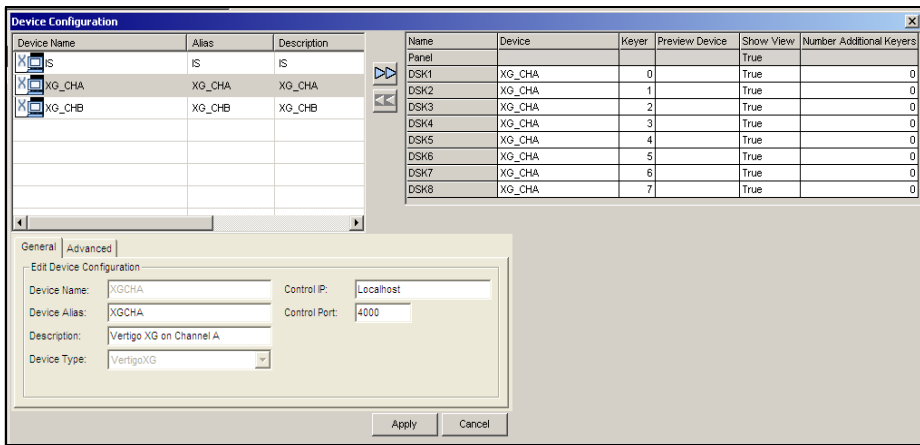 Device Configuration
Device Name Alias Description
IS IS IS
XG_CHA XG_CHA XG_CHA
XG_CHB XG_CHB XG_CHB
Name Device Keyer Preview Device Show View Number Additional Keyers
Panel True
DSK1 XG_CHA 0 True 0
DSK2 XG_CHA 1 True 0
DSK3 XG_CHA 2 True 0
DSK4 XG_CHA 3 True 0
DSK5 XG_CHA 4 True 0
DSK6 XG_CHA 5 True 0
DSK7 XG_CHA 6 True 0
DSK8 XG_CHA 7 True 0
General Advanced
Edit Device Configuration
Device Name: XGCHA Control IP: Localhost
Device Alias: XGCHA Control Port: 4000
Description: Vertigo XG on Channel A
Device Type: VertigoXG
Apply Cancel